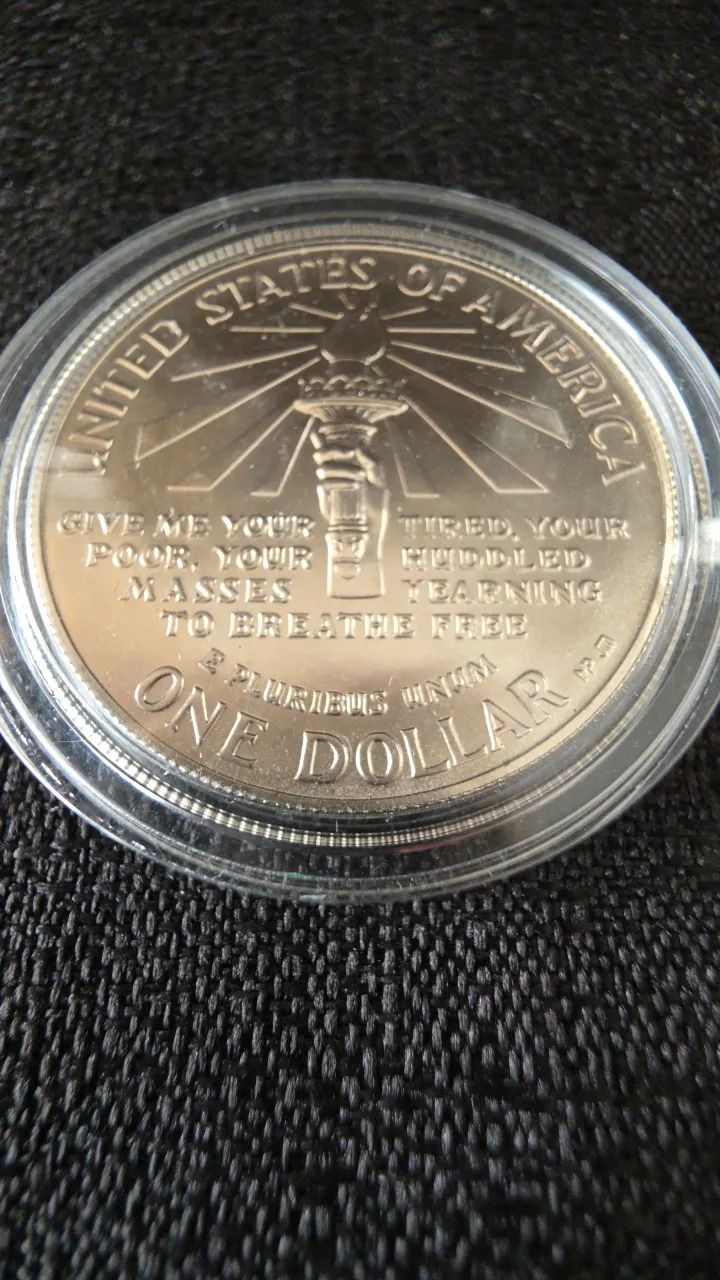 UNITED STATES OF AMERICA
GIVE ME YOUR TIRED, YOUR
POOR, YOUR HUDDLED
MASSES YEARNING
TO BREATHE FREE
E PLURIBUS UNUM
ONE DOLLAR